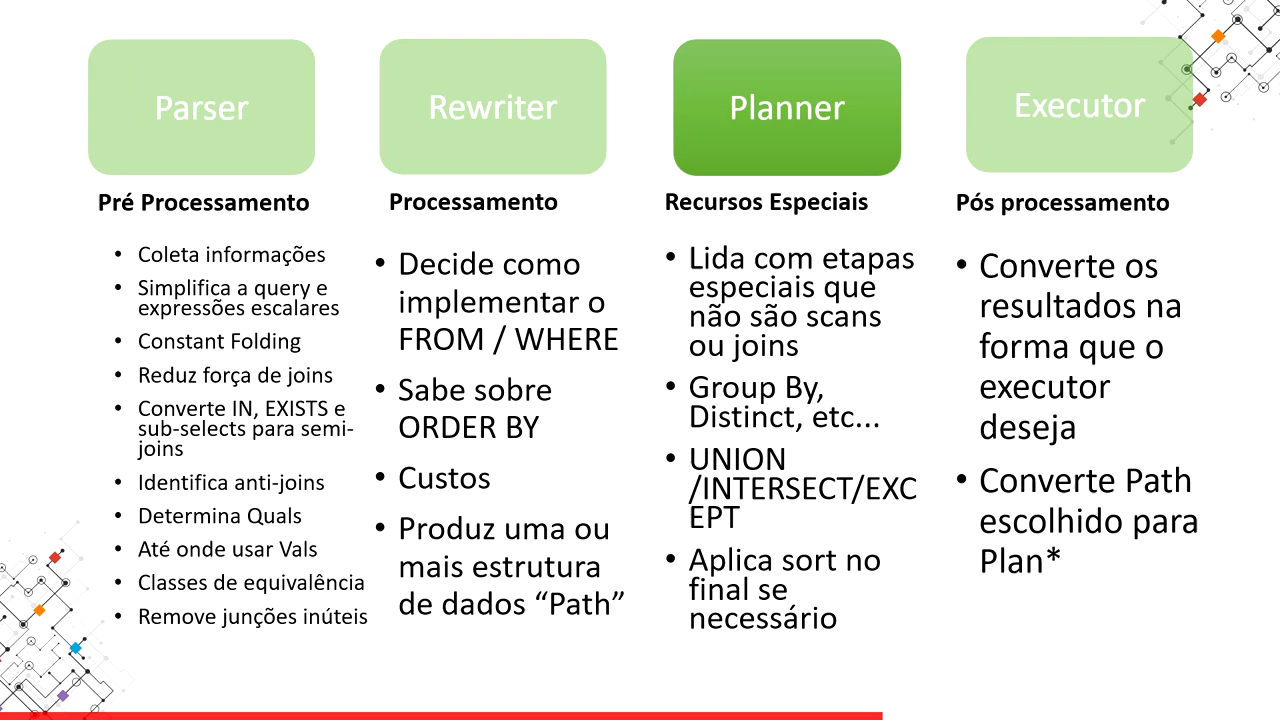 Parser
Rewriter
Planner
Executor
Pré Processamento
• Coleta informações
• Simplifica a query e
expressões escalares
• Constant Folding
• Reduz força de joins
• Converte IN, EXISTS e
sub-selects para semi-
joins
• Identifica anti-joins
• Determina Quals
• Até onde usar Vals
• Classes de equivalência
• Remove junções inúteis
Processamento
• Decide como
implementar o
FROM / WHERE
• Sabe sobre
ORDER BY
• Custos
• Produz uma ou
mais estrutura
de dados “Path”
Recursos Especiais
• Lida com etapas
especiais que
não são scans
ou joins
• Group By,
Distinct, etc...
• UNION
/INTERSECT/EXC
EPT
• Aplica sort no
final se
necessário
Pós processamento
• Converte os
resultados na
forma que o
executor
deseja
• Converte Path
escolhido para
Plan*